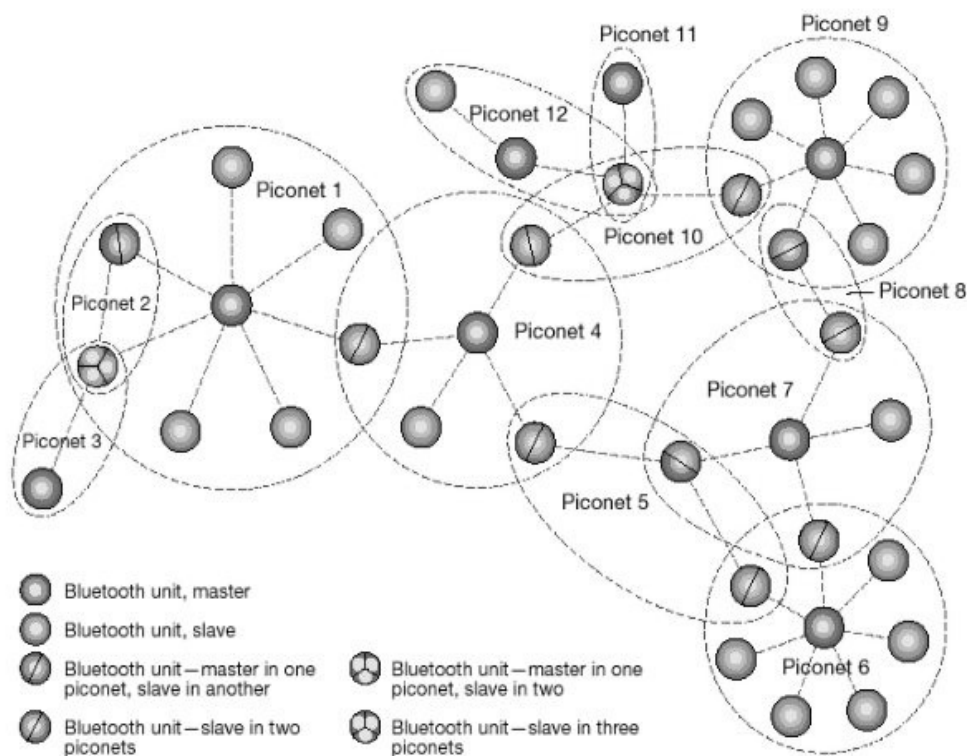 Piconet 11
Piconet 9
Piconet 12
Piconet 1
Piconet 10
Piconet 2
Piconet 8
Piconet 4
Piconet 7
Piconet 3
Piconet 5
Piconet 6
Bluetooth unit, master
Bluetooth unit, slave
Bluetooth unit—master in one
piconet, slave in another
Bluetooth unit—slave in two
piconets
Bluetooth unit—master in one
piconet, slave in two
Bluetooth unit—slave in three
piconets